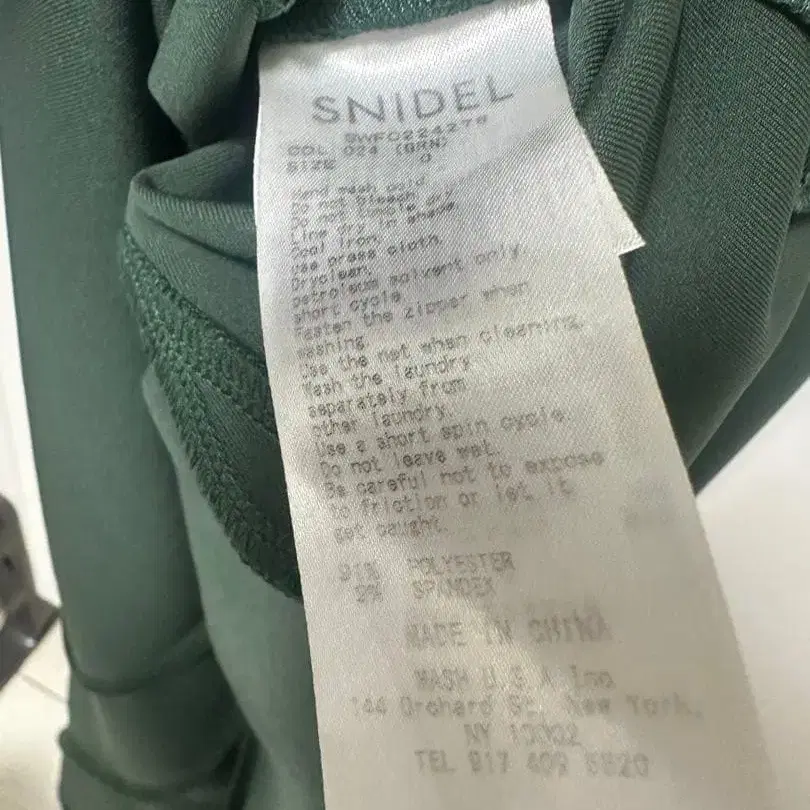 SNIDEL
SWFO224278
COL 024 (GRN)
SIZE 0
Hand wash cold.
Do not bleach
Do not tumble dry
Line dry in shade.
Cool iron.
use press cloth.
Dryclean.
petroleum solvent only.
short cycle.
Fasten the zipper when
washing
Use the net when cleaning.
Wash the laundry
separately from
other laundry.
Use a short spin cycle.
Do not leave wet.
Be careful not to expose
to friction or let it
get caught.
POLYESTER
SPANDEX
MADE IN CHINA
MASH U.S.A Inc
144 Orchard St. New York,
NY 10002
TEL 917 409